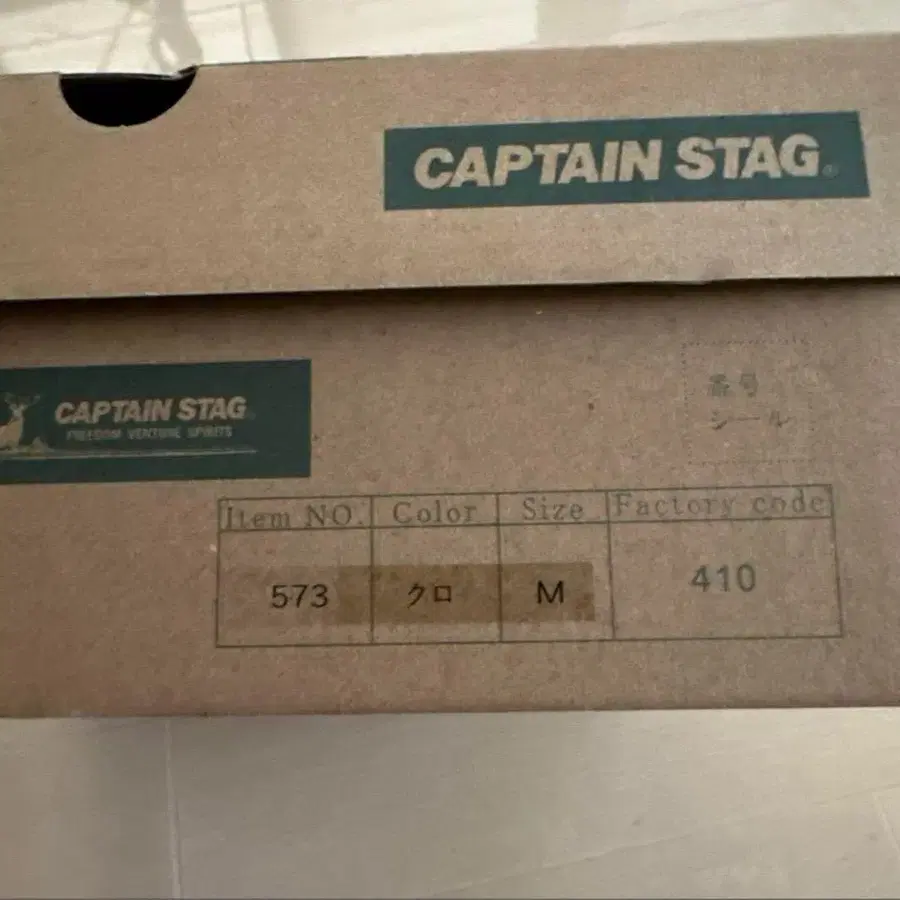 CAPTAIN STAG®
CAPTAIN STAG
FREEDOM VENTURE SPIRITS
番号
シール
Item NO. Color Size Factory code
573 クロ M 410